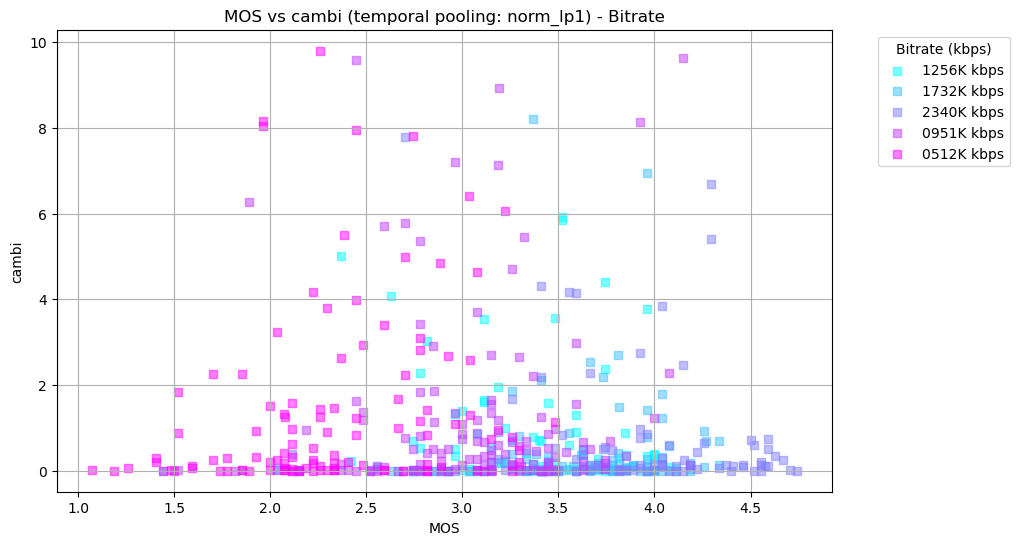 MOS vs cambi (temporal pooling: norm_lp1) - Bitrate
10
8
6
4
2
0
cambi
1.0 1.5 2.0 2.5 3.0 3.5 4.0 4.5
MOS
Bitrate (kbps)
1256K kbps
1732K kbps
2340K kbps
0951K kbps
0512K kbps